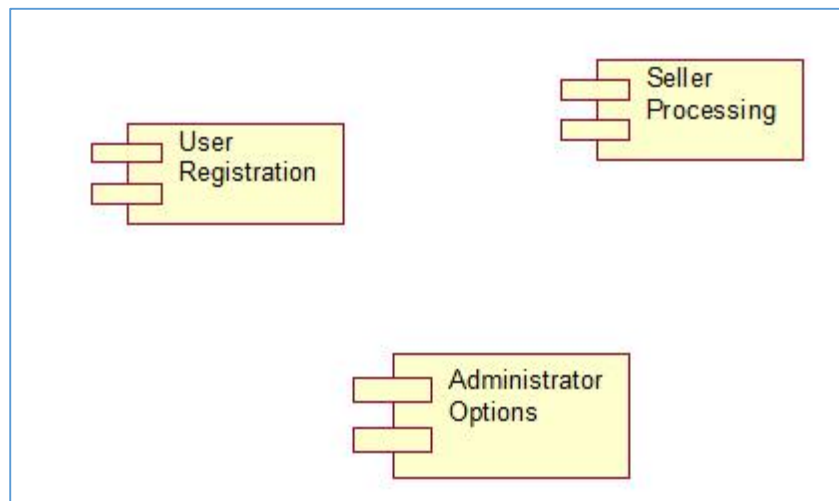 User
Registration
Seller
Processing
Administrator
Options